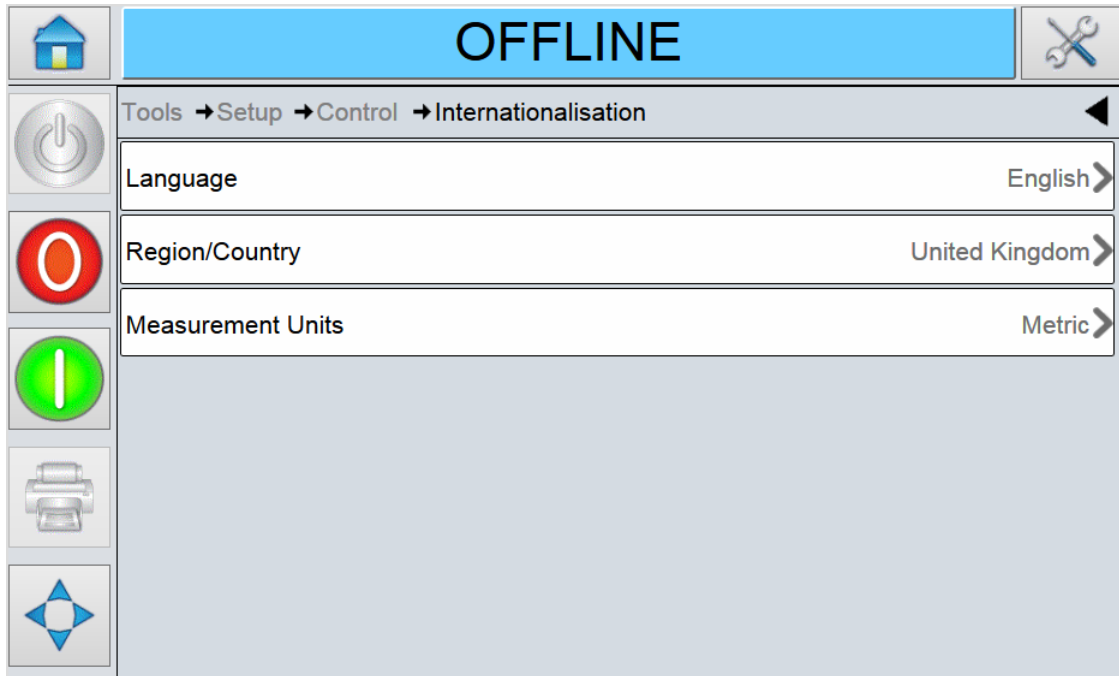 OFFLINE
Tools → Setup → Control → Internationalisation
Language English
Region/Country United Kingdom
Measurement Units Metric